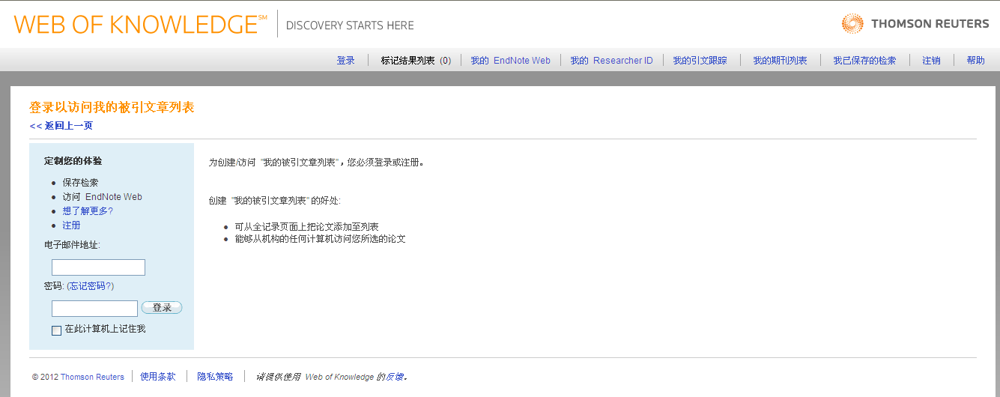 WEB OF KNOWLEDGE℠ DISCOVERY STARTS HERE THOMSON REUTERS
登录 标记结果列表 (0) 我的 EndNote Web 我的 Researcher ID 我的引文跟踪 我的期刊列表 我已保存的检索 注销 帮助
登录以访问我的被引文章列表
<< 返回上一页
定制您的体验
保存检索
访问 EndNote Web
想了解更多?
注册
电子邮件地址:
密码: (忘记密码?)
登录
在此计算机上记住我
为创建/访问 "我的被引文章列表"，您必须登录或注册。
创建 "我的被引文章列表" 的好处:
可从全记录页面上把论文添加至列表
能够从机构的任何计算机访问您所选的论文
© 2012 Thomson Reuters 使用条款 隐私策略 请提供使用 Web of Knowledge 的反馈。